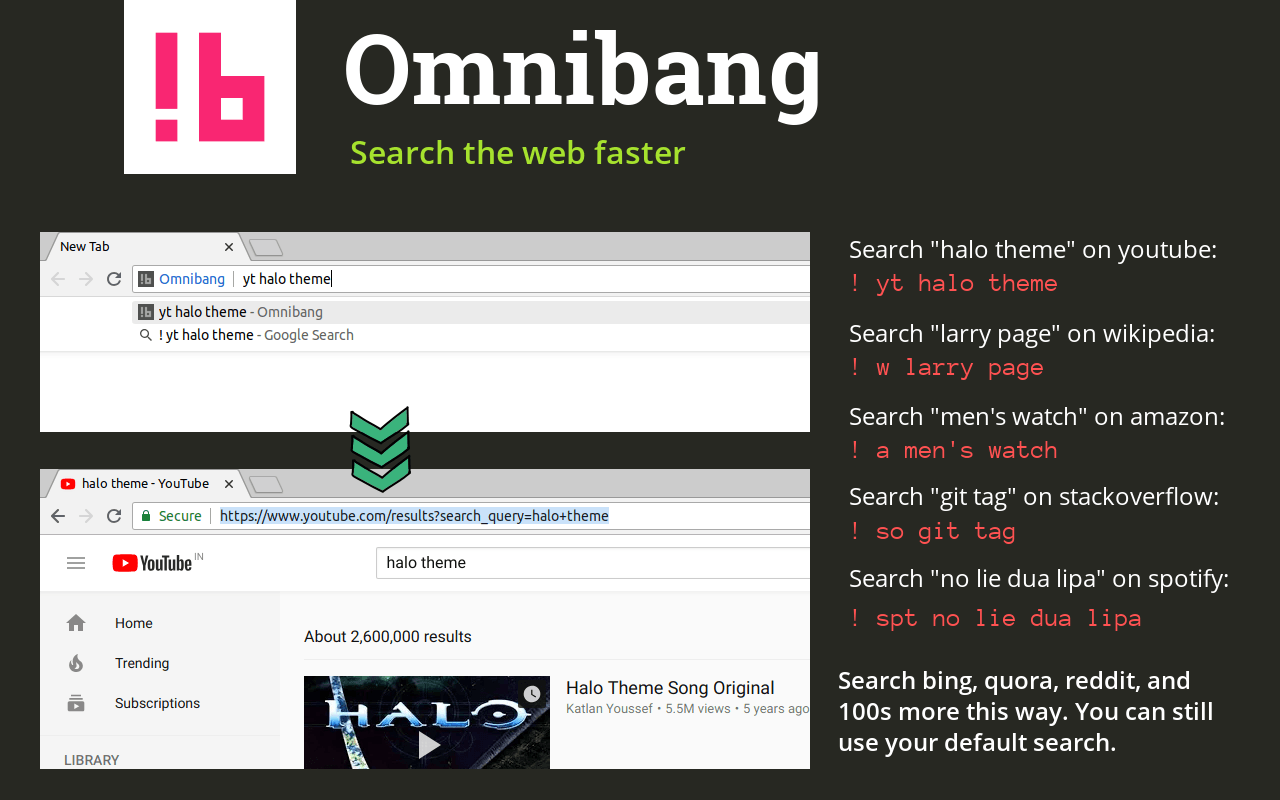 !b
Omnibang
Search the web faster
New Tab
Omnibang yt halo theme
yt halo theme - Omnibang
! yt halo theme - Google Search
halo theme - YouTube
Secure https://www.youtube.com/results?search_query=halo+theme
YouTube IN
halo theme
Home
Trending
Subscriptions
LIBRARY
About 2,600,000 results
HALO
Halo Theme Song Original
Katlan Youssef • 5.5M views • 5 years ago
Search "halo theme" on youtube:
! yt halo theme
Search "larry page" on wikipedia:
! w larry page
Search "men's watch" on amazon:
! a men's watch
Search "git tag" on stackoverflow:
! so git tag
Search "no lie dua lipa" on spotify:
! spt no lie dua lipa
Search bing, quora, reddit, and
100s more this way. You can still
use your default search.